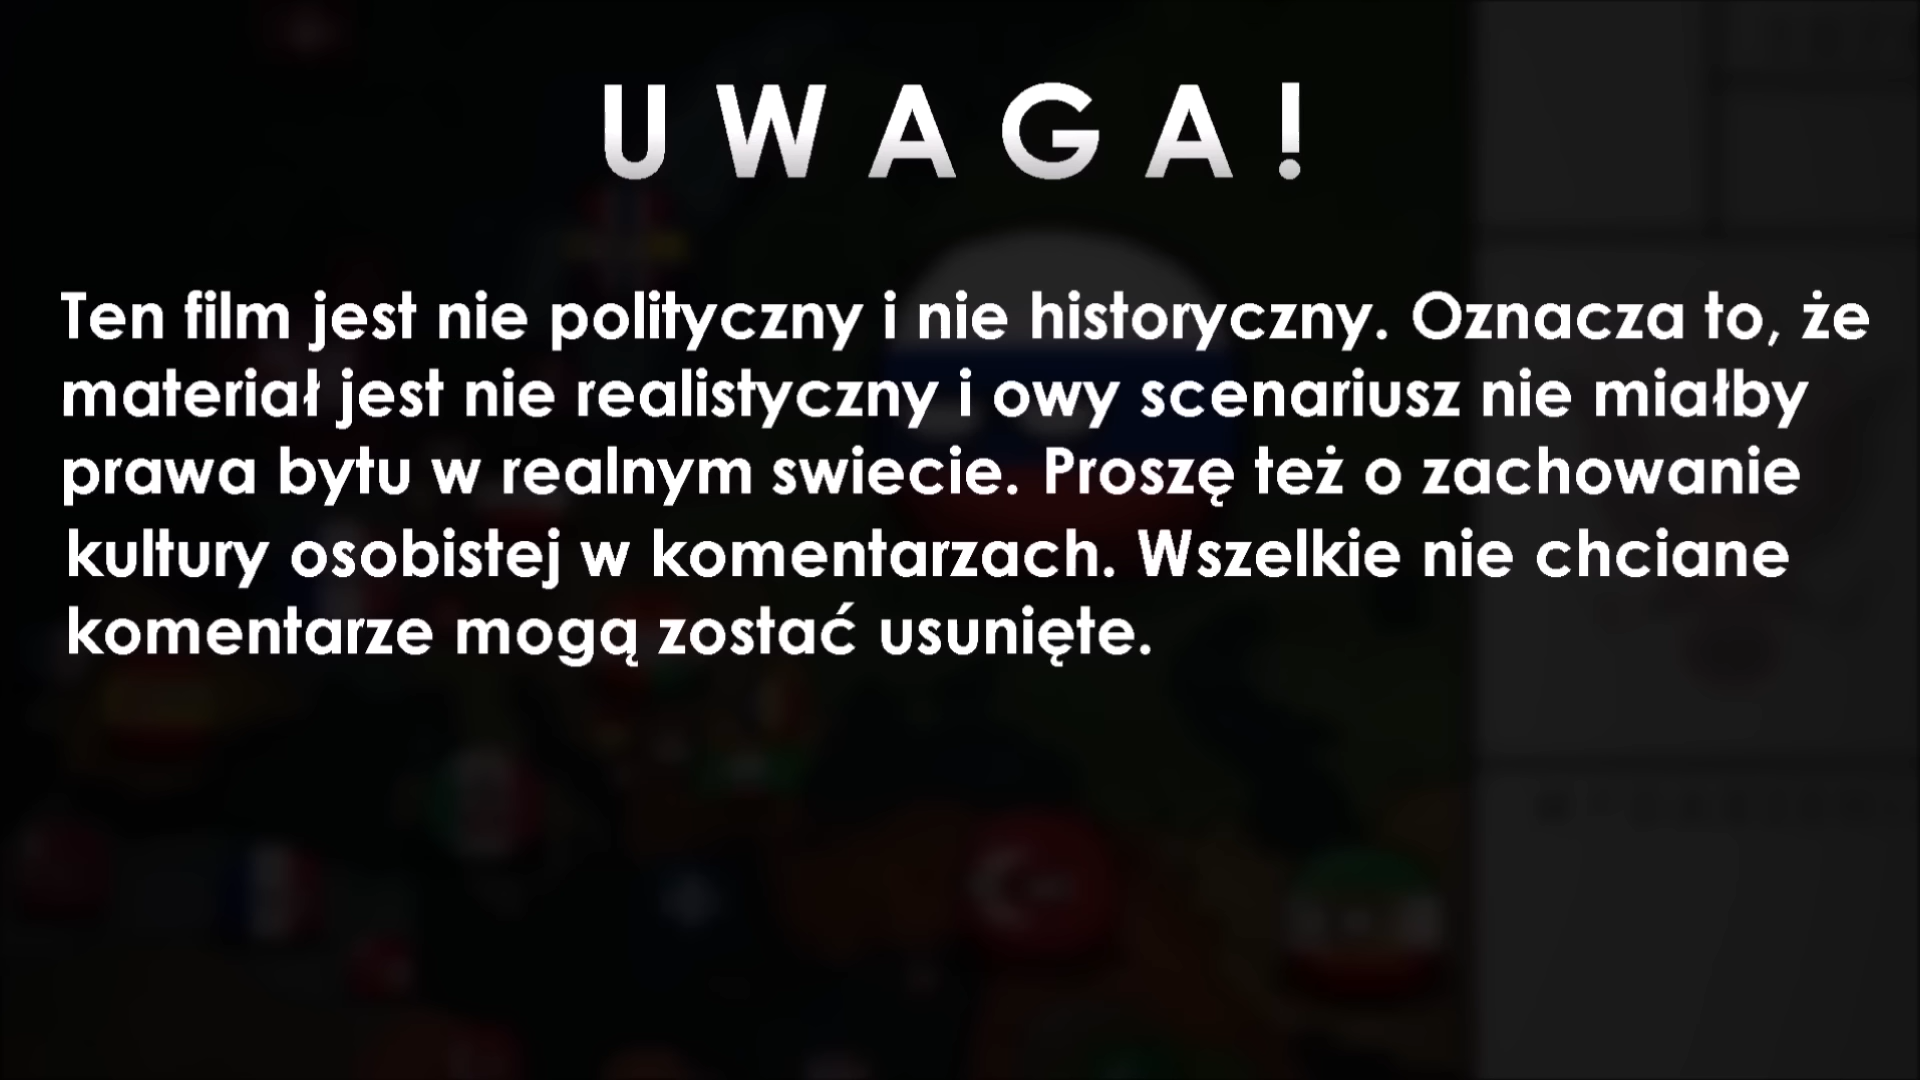 UWAGA!
Ten film jest nie polityczny i nie historyczny. Oznacza to, że
materiał jest nie realistyczny i owy scenariusz nie miałby
prawa bytu w realnym swiecie. Proszę też o zachowanie
kultury osobistej w komentarzach. Wszelkie nie chciane
komentarze mogą zostać usunięte.